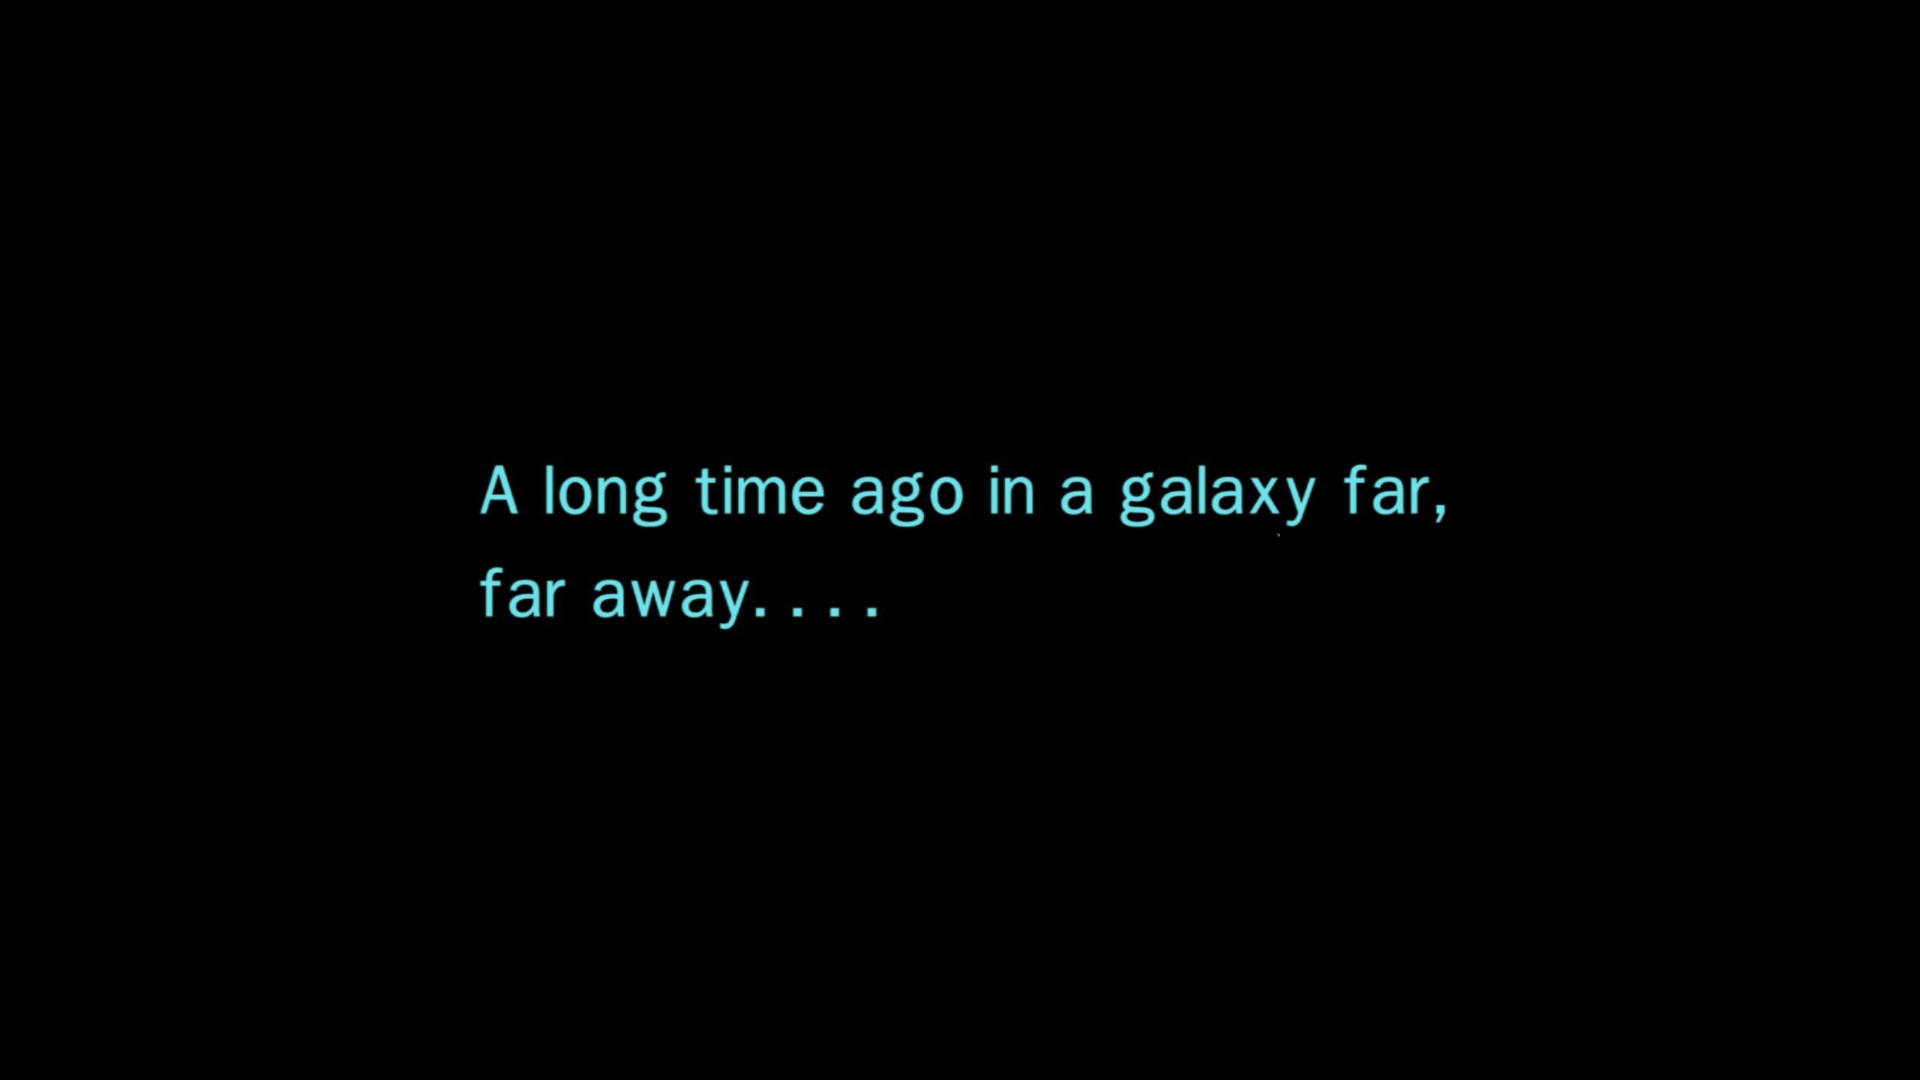 A long time ago in a galaxy far,
far away. . . .